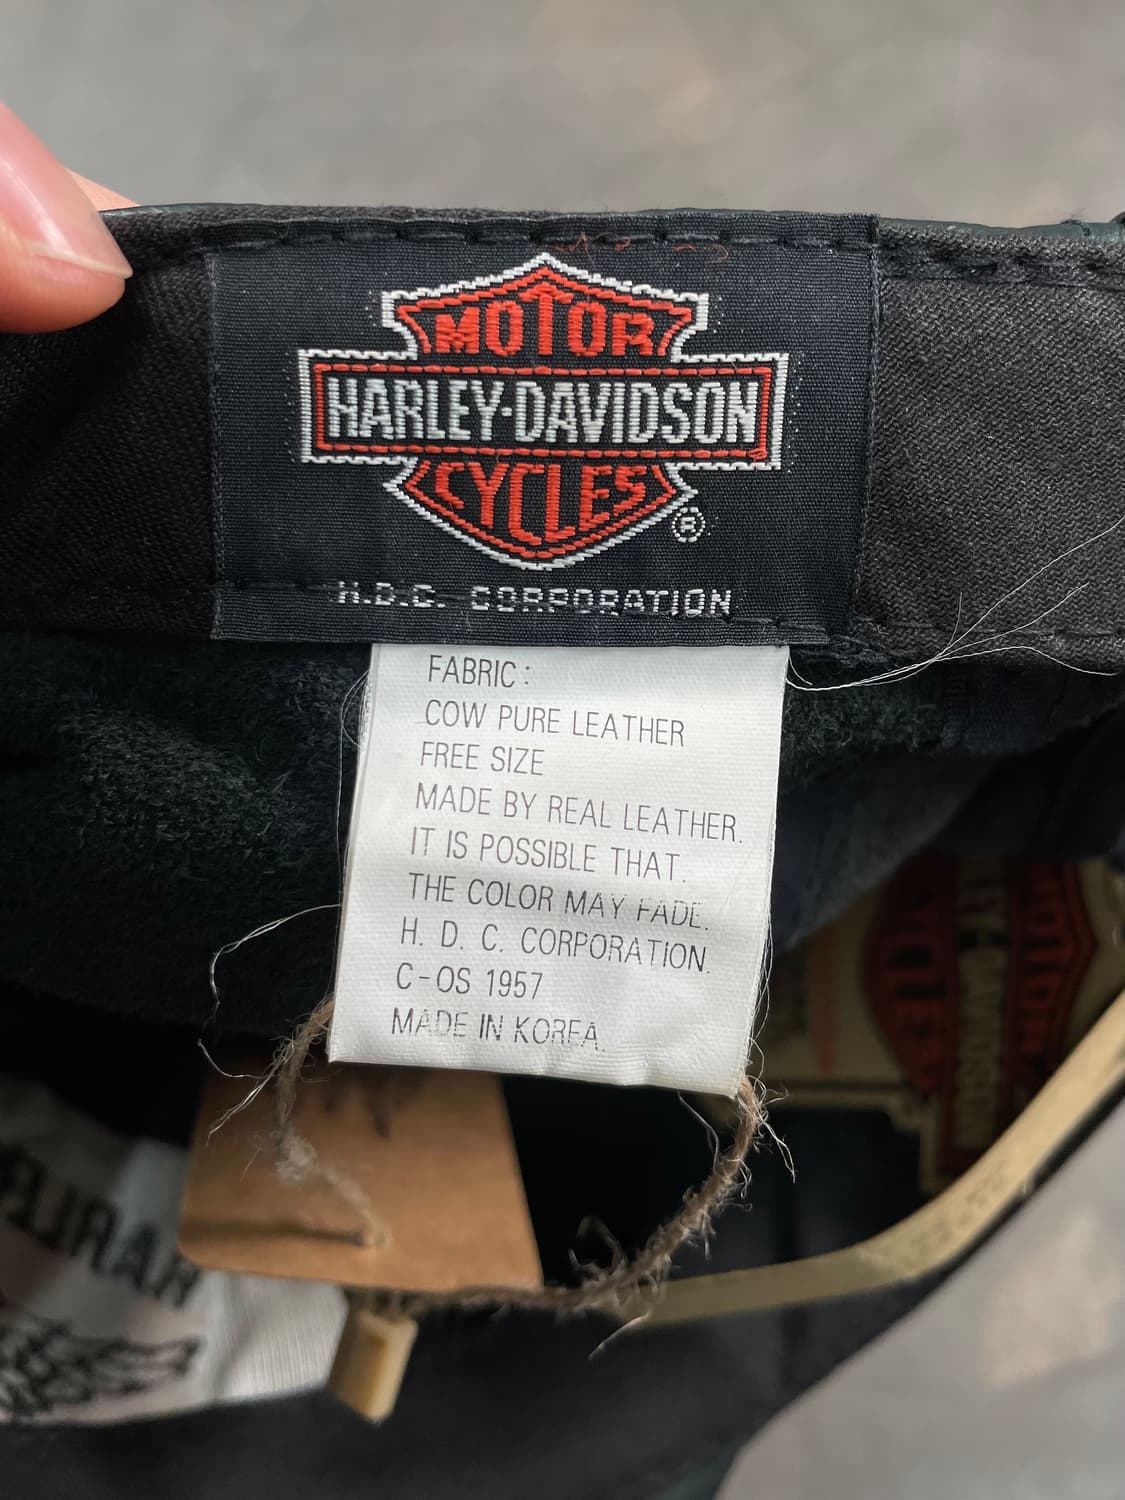 MOTOR
HARLEY-DAVIDSON
CYCLES
®
H.D.C. CORPORATION
FABRIC :
COW PURE LEATHER
FREE SIZE
MADE BY REAL LEATHER.
IT IS POSSIBLE THAT.
THE COLOR MAY FADE.
H. D. C. CORPORATION.
C-OS 1957
MADE IN KOREA.